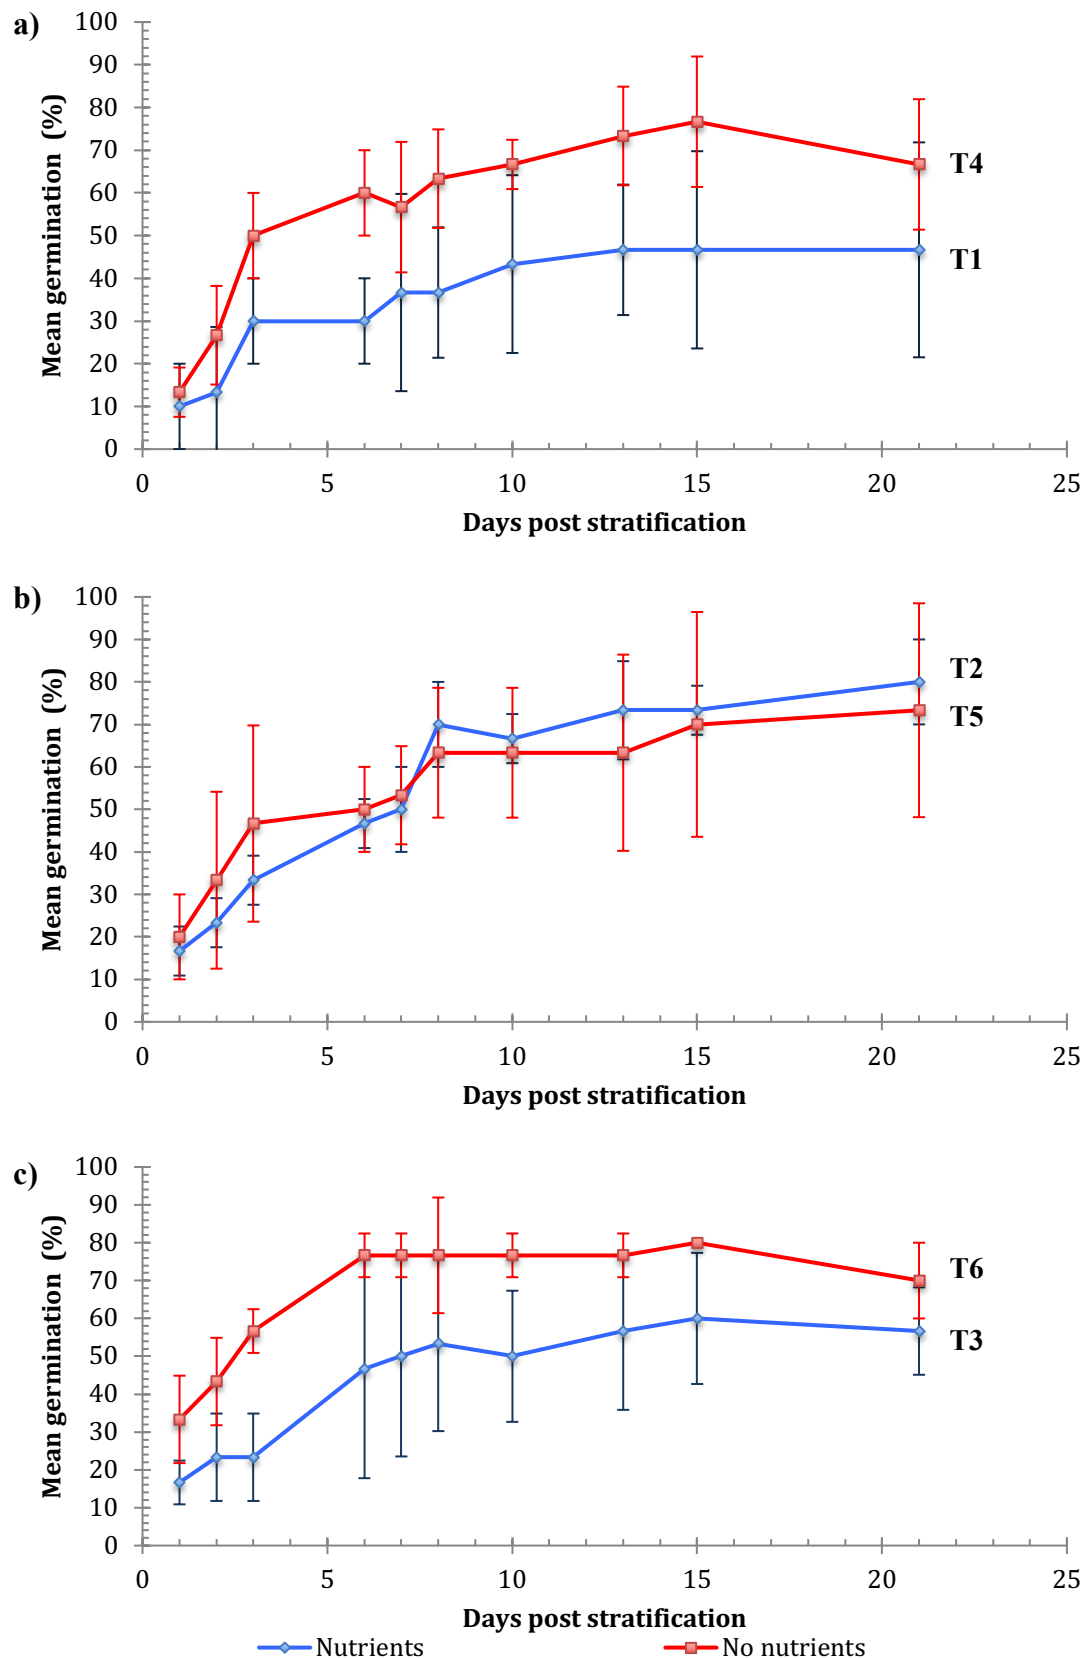 a)
Mean germination (%)
100
90
80
70
60
50
40
30
20
10
0
T4
T1
0 5 10 15 20 25
Days post stratification
b)
Mean germination (%)
100
90
80
70
60
50
40
30
20
10
0
T2
T5
0 5 10 15 20 25
Days post stratification
c)
Mean germination (%)
100
90
80
70
60
50
40
30
20
10
0
T6
T3
0 5 10 15 20 25
Days post stratification
Nutrients No nutrients